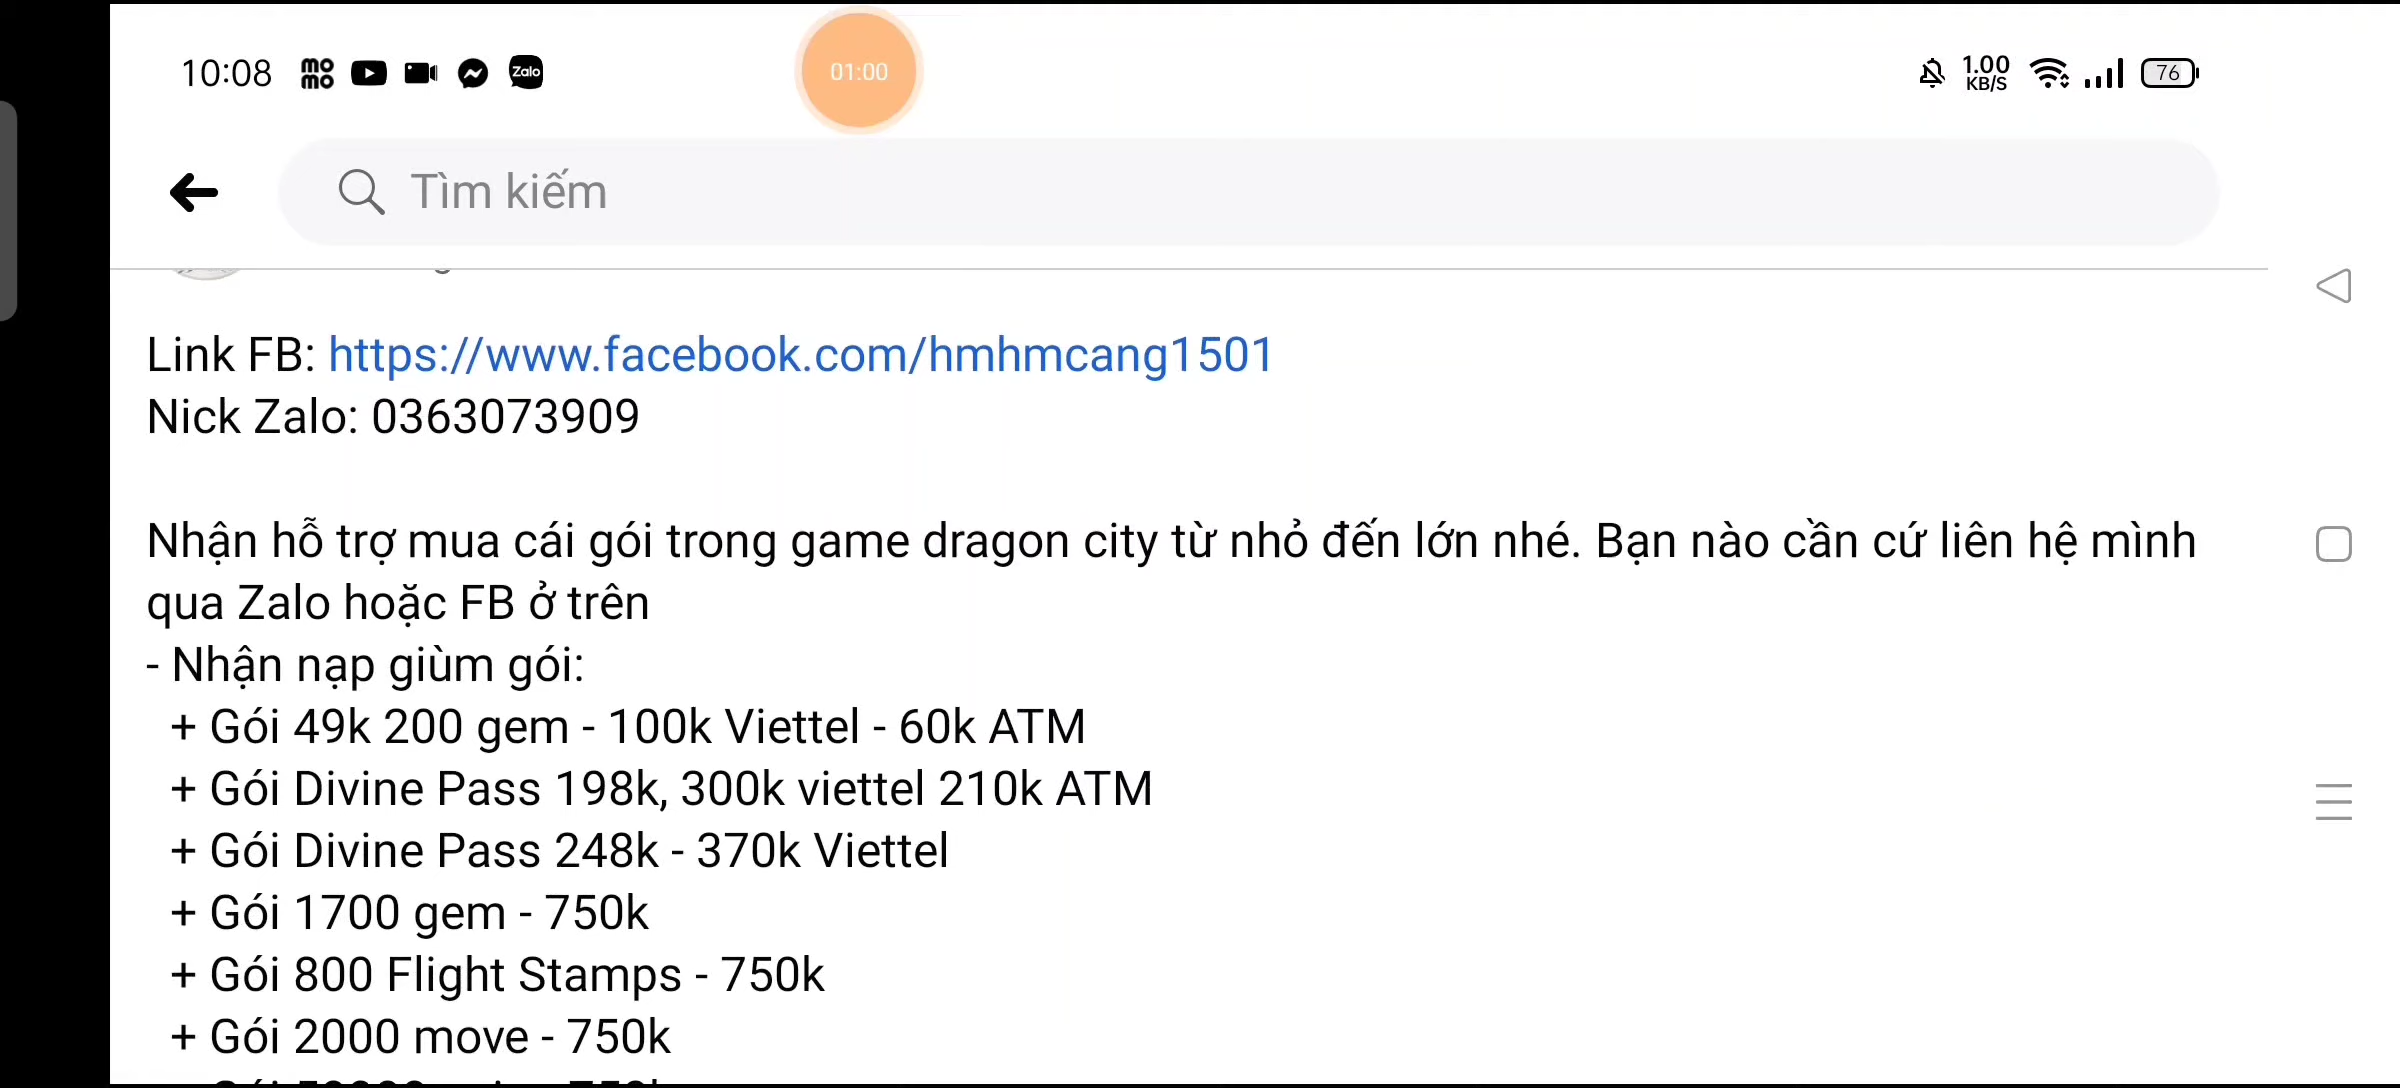 10:08 mo mo Zalo 01:00 1.00 KB/S 76
Tìm kiếm
Link FB: https://www.facebook.com/hmhmcang1501
Nick Zalo: 0363073909
Nhận hỗ trợ mua cái gói trong game dragon city từ nhỏ đến lớn nhé. Bạn nào cần cứ liên hệ mình
qua Zalo hoặc FB ở trên
- Nhận nạp giùm gói:
+ Gói 49k 200 gem - 100k Viettel - 60k ATM
+ Gói Divine Pass 198k, 300k viettel 210k ATM
+ Gói Divine Pass 248k - 370k Viettel
+ Gói 1700 gem - 750k
+ Gói 800 Flight Stamps - 750k
+ Gói 2000 move - 750k